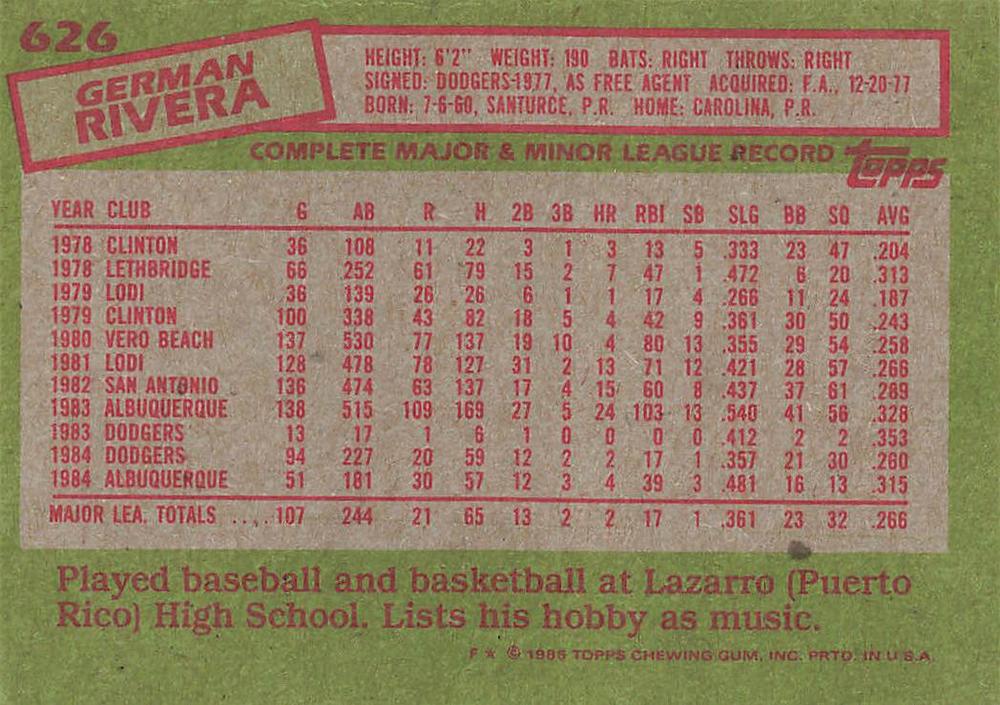 626
GERMAN
RIVERA
HEIGHT: 6'2" WEIGHT: 190 BATS: RIGHT THROWS: RIGHT
SIGNED: DODGERS-1977, AS FREE AGENT ACQUIRED: F.A., 12-20-77
BORN: 7-6-60, SANTURCE, P.R. HOME: CAROLINA, P.R.
COMPLETE MAJOR & MINOR LEAGUE RECORD topps
YEAR CLUB G AB R H 2B 3B HR RBI SB SLG BB SO AVG
1978 CLINTON 36 108 11 22 3 1 3 13 5 .333 23 47 .204
1978 LETHBRIDGE 66 252 61 79 15 2 7 47 1 .472 6 20 .313
1979 LODI 36 139 26 26 6 1 1 17 4 .266 11 24 .187
1979 CLINTON 100 338 43 82 18 5 4 42 9 .361 30 50 .243
1980 VERO BEACH 137 530 77 137 19 10 4 80 13 .355 29 54 .258
1981 LODI 128 478 78 127 31 2 13 71 12 .421 28 57 .266
1982 SAN ANTONIO 136 474 63 137 17 4 15 60 8 .437 37 61 .289
1983 ALBUQUERQUE 138 515 109 169 27 5 24 103 13 .540 41 56 .328
1983 DODGERS 13 17 1 6 1 0 0 0 0 .412 2 2 .353
1984 DODGERS 94 227 20 59 12 2 2 17 1 .357 21 30 .260
1984 ALBUQUERQUE 51 181 30 57 12 3 4 39 3 .481 16 13 .315
MAJOR LEA. TOTALS .... 107 244 21 65 13 2 2 17 1 .361 23 32 .266
Played baseball and basketball at Lazarro (Puerto
Rico) High School. Lists his hobby as music.
F ★ © 1985 TOPPS CHEWING GUM, INC. PRTD. IN U.S.A.